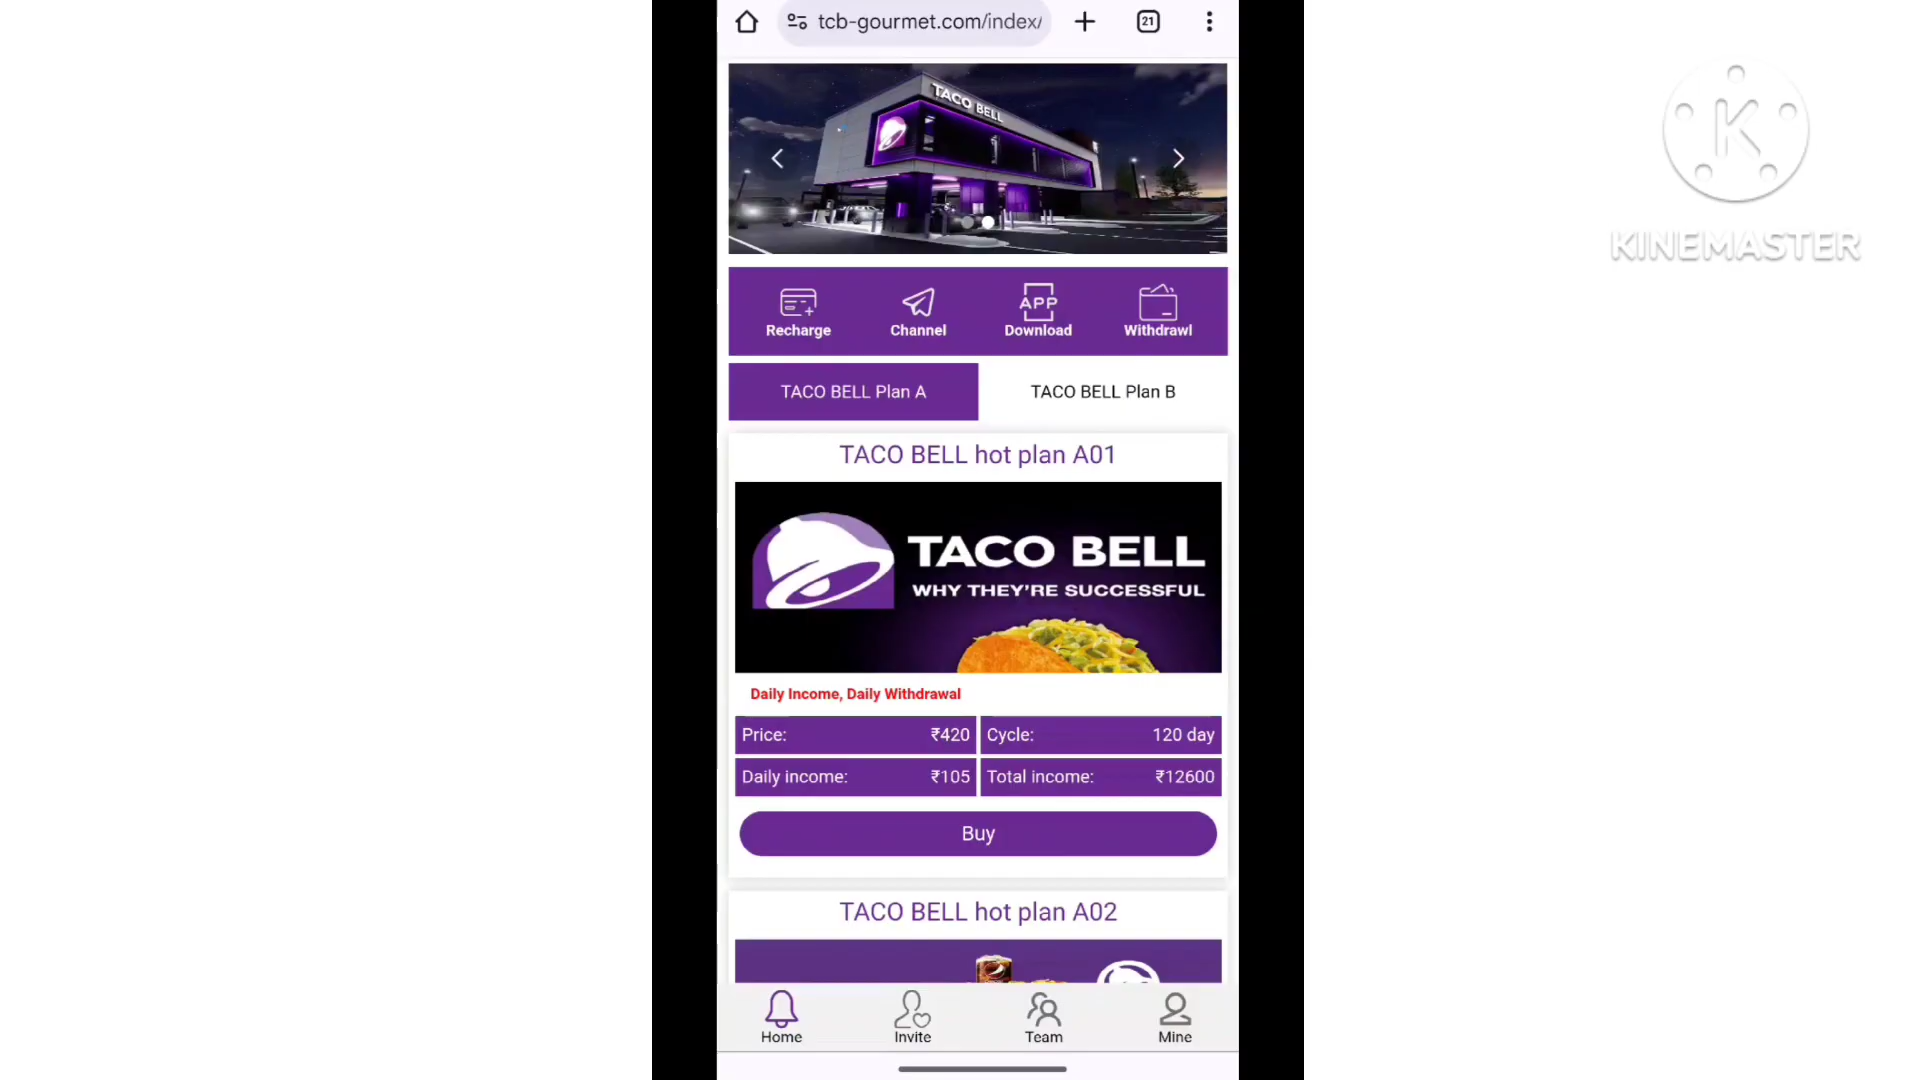 tcb-gourmet.com/index/
21
TACO BELL
Recharge
Channel
APP
Download
Withdrawl
TACO BELL Plan A
TACO BELL Plan B
TACO BELL hot plan A01
TACO BELL
WHY THEY'RE SUCCESSFUL
Daily Income, Daily Withdrawal
Price: ₹420
Cycle: 120 day
Daily income: ₹105
Total income: ₹12600
Buy
TACO BELL hot plan A02
Home
Invite
Team
Mine
K
KINEMASTER